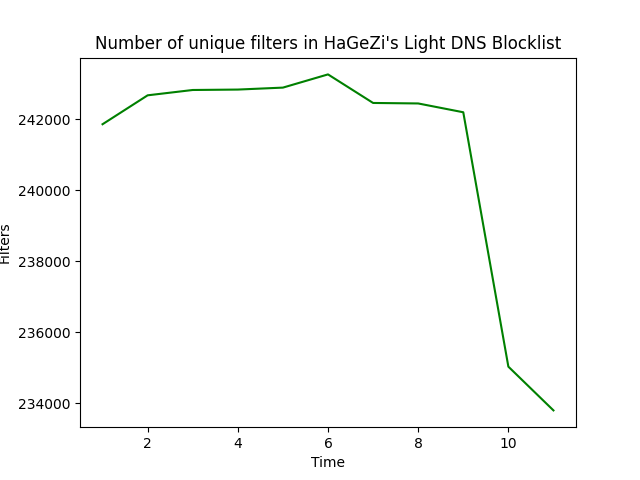 Number of unique filters in HaGeZi's Light DNS Blocklist
242000
240000
238000
236000
234000
Filters
2 4 6 8 10
Time